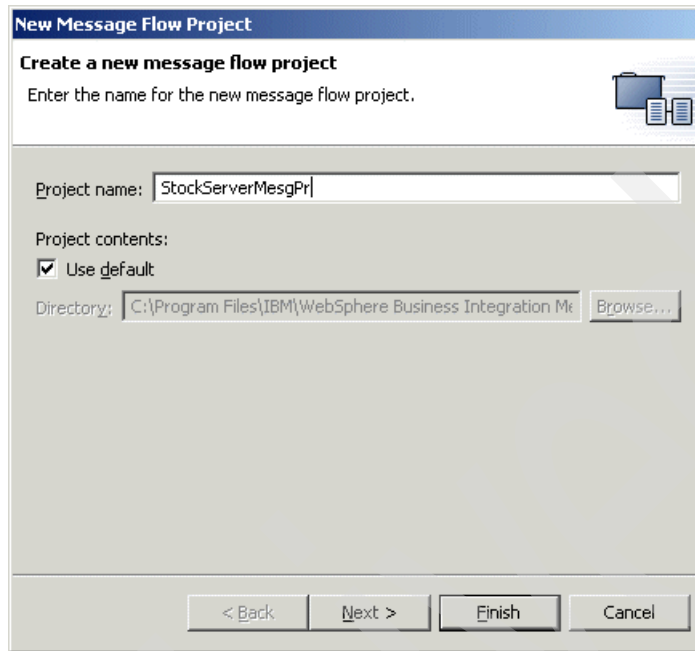 New Message Flow Project
Create a new message flow project
Enter the name for the new message flow project.
Project name: StockServerMesgPr
Project contents:
Use default
Directory: C:\Program Files\IBM\WebSphere Business Integration Me Browse...
< Back Next > Finish Cancel